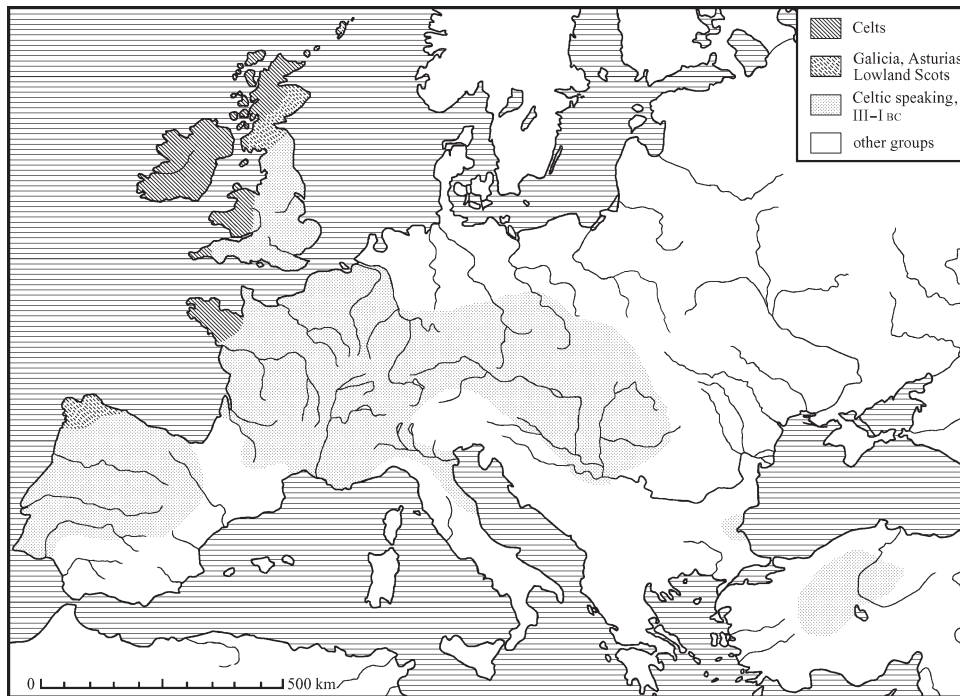 Celts
Galicia, Asturias
Lowland Scots
Celtic speaking,
III–I BC
other groups
0 500 km